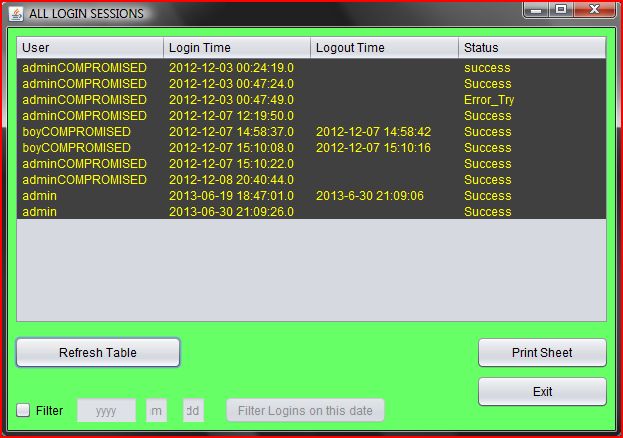 ALL LOGIN SESSIONS
User Login Time Logout Time Status
adminCOMPROMISED 2012-12-03 00:24:19.0 success
adminCOMPROMISED 2012-12-03 00:47:24.0 Success
adminCOMPROMISED 2012-12-03 00:47:49.0 Error_Try
adminCOMPROMISED 2012-12-07 12:19:50.0 Success
boyCOMPROMISED 2012-12-07 14:58:37.0 2012-12-07 14:58:42 Success
boyCOMPROMISED 2012-12-07 15:10:08.0 2012-12-07 15:10:16 Success
adminCOMPROMISED 2012-12-07 15:10:22.0 Success
adminCOMPROMISED 2012-12-08 20:40:44.0 Success
admin 2013-06-19 18:47:01.0 2013-6-30 21:09:06 Success
admin 2013-06-30 21:09:26.0 Success
Refresh Table Print Sheet
Exit
Filter yyyy m dd Filter Logins on this date